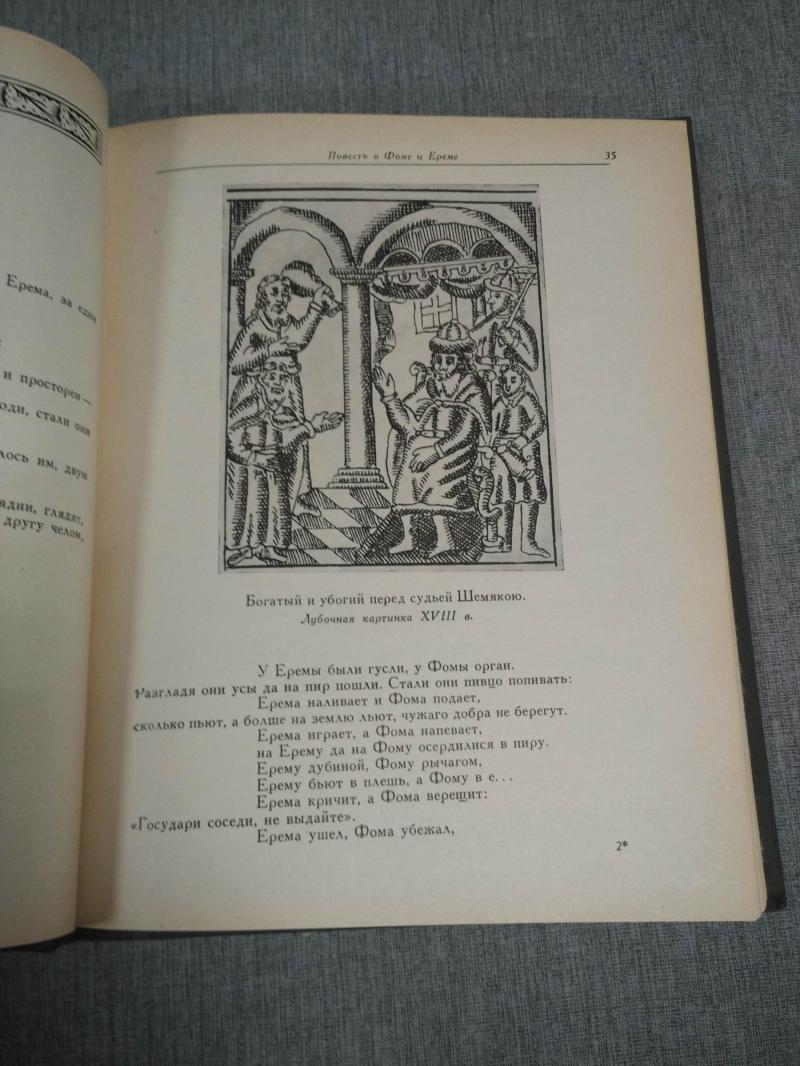 Ерема, за един
и просторен—
оди, стали они
лось им, двум
ядни, глядят,
другу челом,
Повесть о Фоме и Ереме 35
Богатый и убогий перед судьей Шемякою.
Лубочная картинка XVIII в.
У Еремы были гусли, у Фомы орган.
Разгладя они усы да на пир пошли. Стали они пивцо попивать:
Ерема наливает и Фома подает,
сколько пьют, а болше на землю льют, чужаго добра не берегут.
Ерема играет, а Фома напевает,
на Ерему да на Фому осердилися в пиру.
Ерему дубиной, Фому рычагом,
Ерему бьют в плешь, а Фому в е...
Ерема кричит, а Фома верещит:
«Государи соседи, не выдайте».
Ерема ушел, Фома убежал,
2*